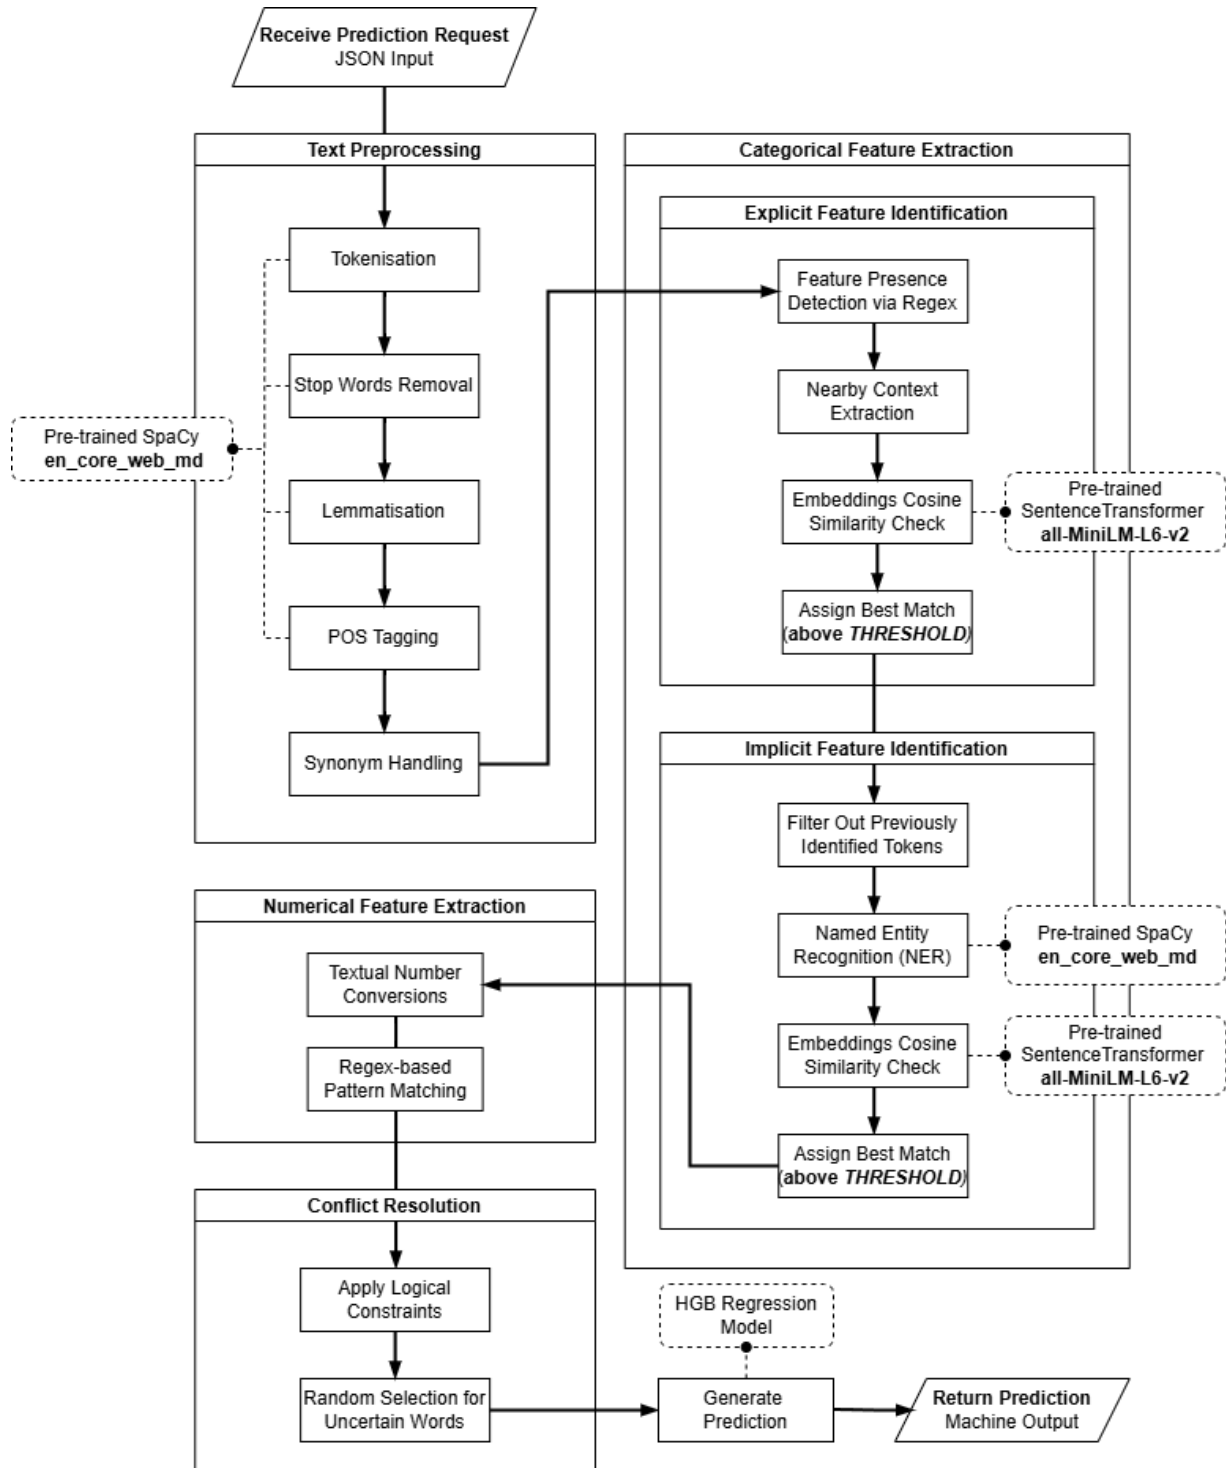 Receive Prediction Request
JSON Input
Text Preprocessing
Tokenisation
Stop Words Removal
Pre-trained SpaCy
en_core_web_md
Lemmatisation
POS Tagging
Synonym Handling
Categorical Feature Extraction
Explicit Feature Identification
Feature Presence
Detection via Regex
Nearby Context
Extraction
Embeddings Cosine
Similarity Check
Pre-trained
SentenceTransformer
all-MiniLM-L6-v2
Assign Best Match
(above THRESHOLD)
Implicit Feature Identification
Filter Out Previously
Identified Tokens
Named Entity
Recognition (NER)
Pre-trained SpaCy
en_core_web_md
Embeddings Cosine
Similarity Check
Pre-trained
SentenceTransformer
all-MiniLM-L6-v2
Assign Best Match
(above THRESHOLD)
Numerical Feature Extraction
Textual Number
Conversions
Regex-based
Pattern Matching
Conflict Resolution
Apply Logical
Constraints
Random Selection for
Uncertain Words
HGB Regression
Model
Generate
Prediction
Return Prediction
Machine Output